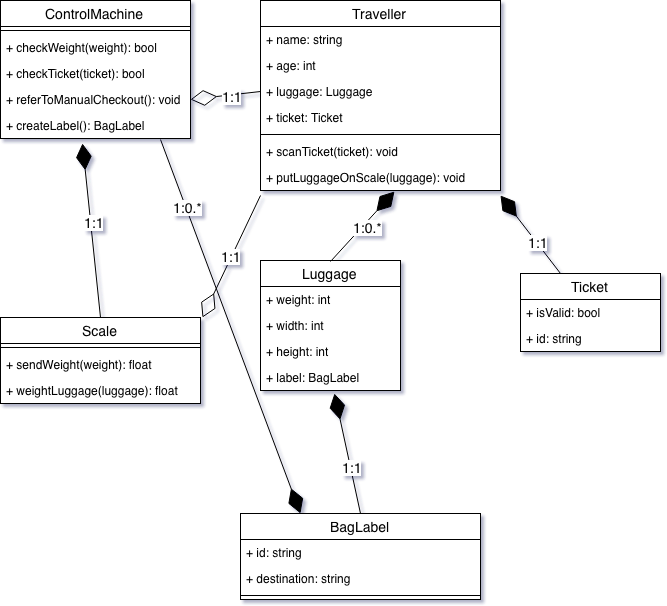 ControlMachine
+ checkWeight(weight): bool
+ checkTicket(ticket): bool
+ referToManualCheckout(): void
+ createLabel(): BagLabel
Traveller
+ name: string
+ age: int
+ luggage: Luggage
+ ticket: Ticket
+ scanTicket(ticket): void
+ putLuggageOnScale(luggage): void
1:1
1:1
1:0.*
1:1
1:0.*
1:1
Luggage
+ weight: int
+ width: int
+ height: int
+ label: BagLabel
Ticket
+ isValid: bool
+ id: string
Scale
+ sendWeight(weight): float
+ weightLuggage(luggage): float
1:1
BagLabel
+ id: string
+ destination: string